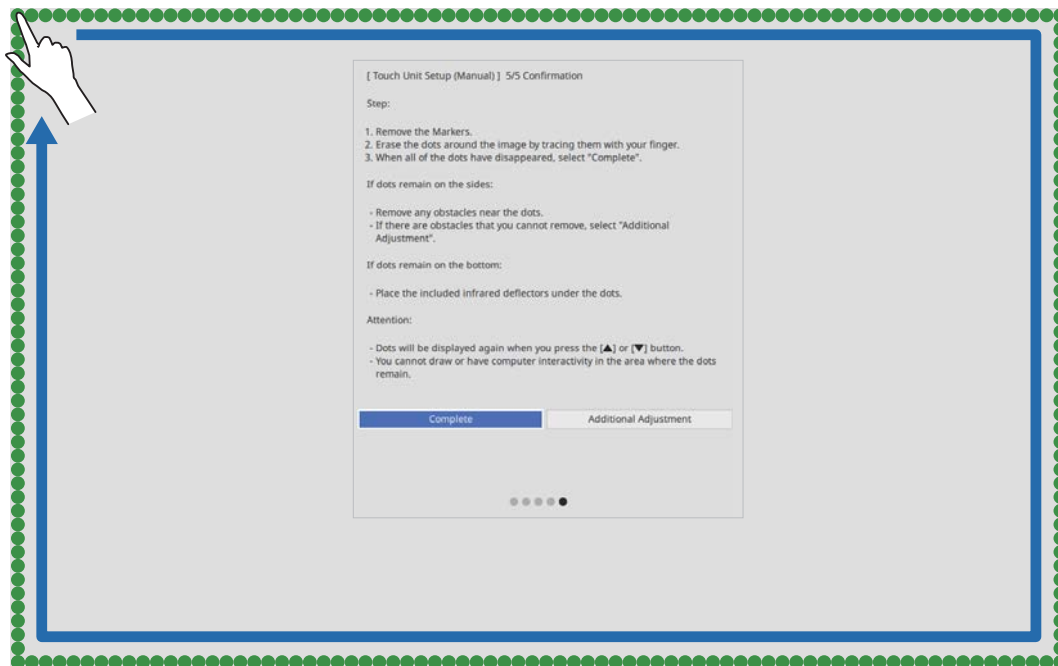 [ Touch Unit Setup (Manual) ] 5/5 Confirmation
Step:
1. Remove the Markers.
2. Erase the dots around the image by tracing them with your finger.
3. When all of the dots have disappeared, select "Complete".
If dots remain on the sides:
- Remove any obstacles near the dots.
- If there are obstacles that you cannot remove, select "Additional
Adjustment".
If dots remain on the bottom:
- Place the included infrared deflectors under the dots.
Attention:
- Dots will be displayed again when you press the [▲] or [▼] button.
- You cannot draw or have computer interactivity in the area where the dots
remain.
Complete
Additional Adjustment